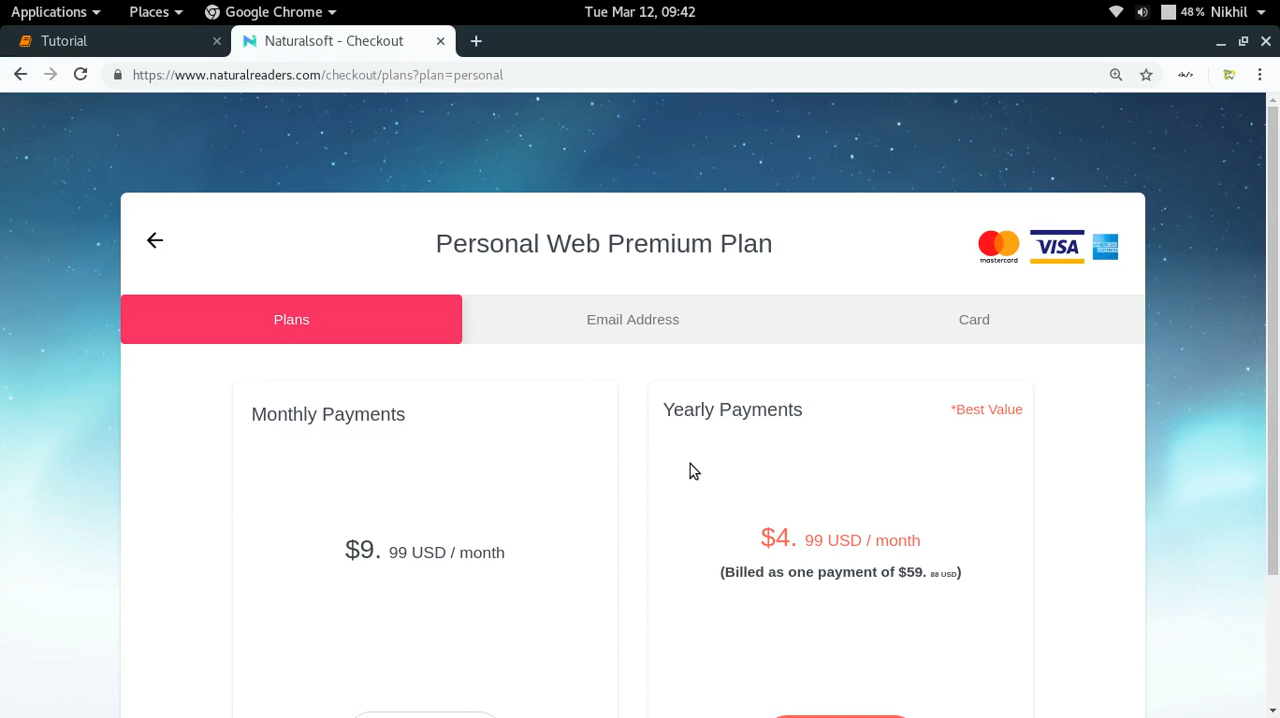 Applications Places Google Chrome Tue Mar 12, 09:42 48% Nikhil
Tutorial Naturalsoft - Checkout
https://www.naturalreaders.com/checkout/plans?plan=personal
Personal Web Premium Plan
mastercard VISA
Plans Email Address Card
Monthly Payments
$9. 99 USD / month
Yearly Payments *Best Value
$4. 99 USD / month
(Billed as one payment of $59. 88 USD)